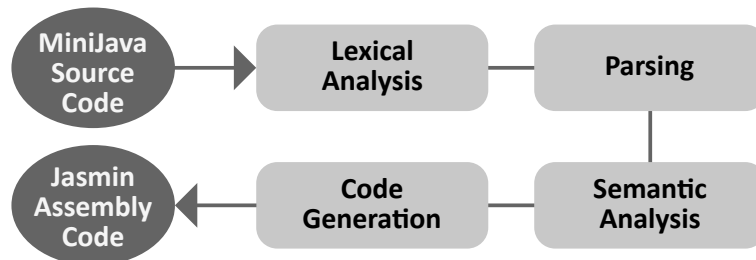 MiniJava
Source
Code
Lexical
Analysis
Parsing
Jasmin
Assembly
Code
Code
Generation
Semantic
Analysis